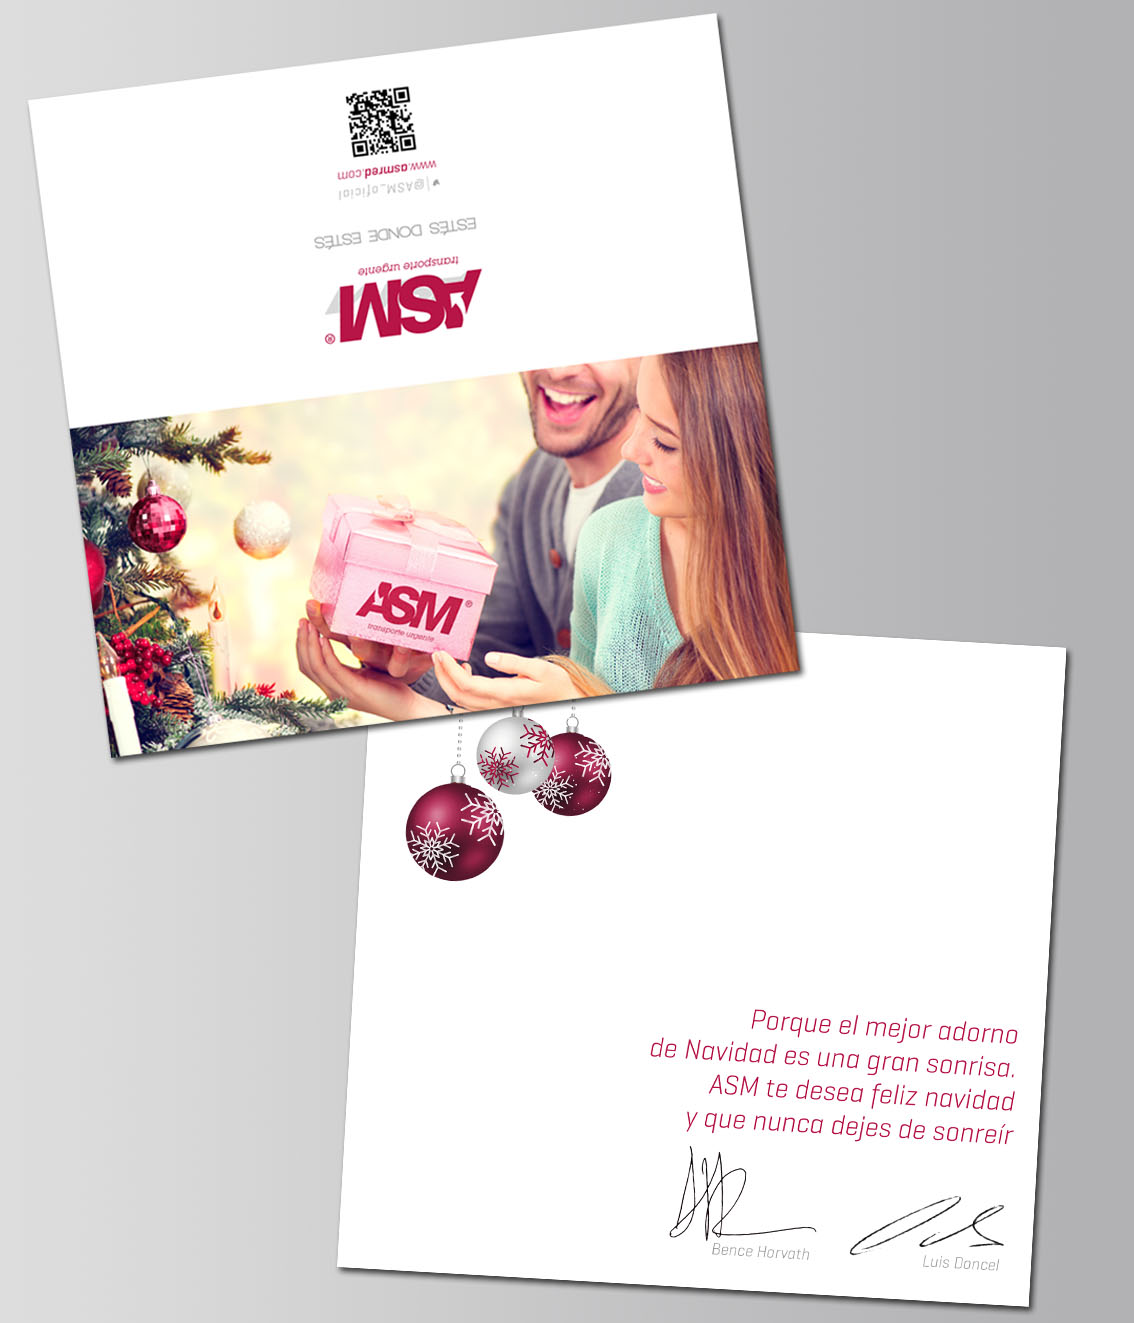 www.asmred.com
|@ASM_oficial
ESTÉS DONDE ESTÉS
transporte urgente
ASM®
ASM®
transporte urgente
Porque el mejor adorno
de Navidad es una gran sonrisa.
ASM te desea feliz navidad
y que nunca dejes de sonreír
Bence Horvath
Luis Doncel